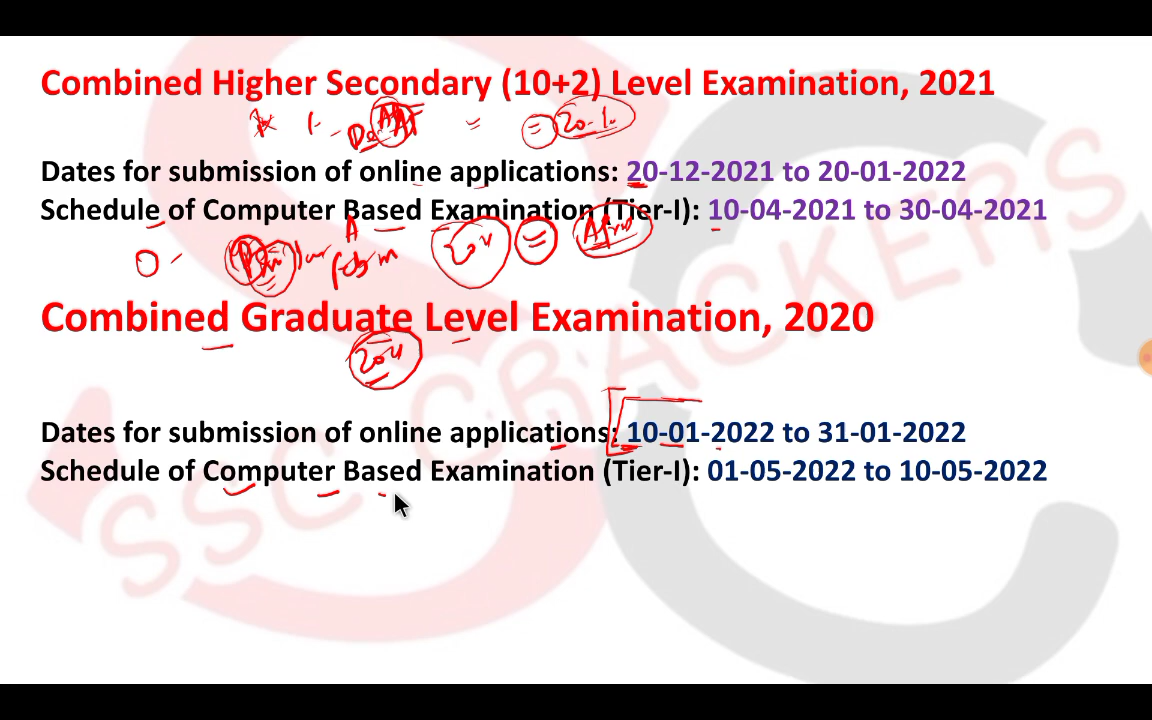 Combined Higher Secondary (10+2) Level Examination, 2021
Dates for submission of online applications: 20-12-2021 to 20-01-2022
Schedule of Computer Based Examination (Tier-I): 10-04-2021 to 30-04-2021
Combined Graduate Level Examination, 2020
Dates for submission of online applications: 10-01-2022 to 31-01-2022
Schedule of Computer Based Examination (Tier-I): 01-05-2022 to 10-05-2022
SSC CRACKERS